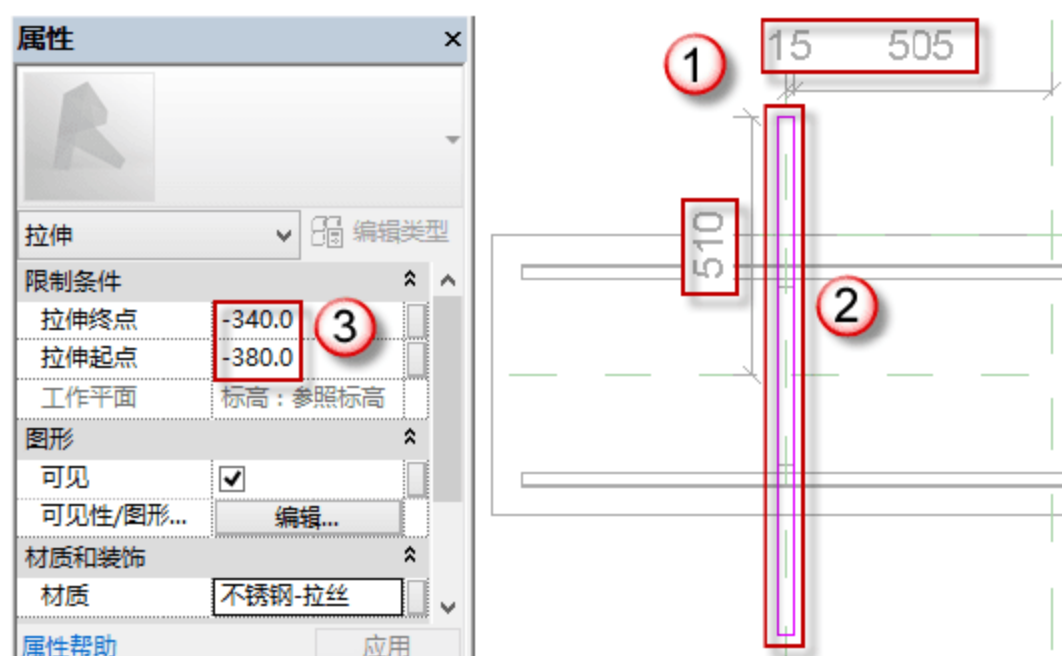 属性
拉伸
编辑类型
限制条件
拉伸终点 -340.0
拉伸起点 -380.0
工作平面 标高：参照标高
图形
可见
可见性/图形... 编辑...
材质和装饰
材质 不锈钢-拉丝
属性帮助 应用
1
15 505
510
2
3